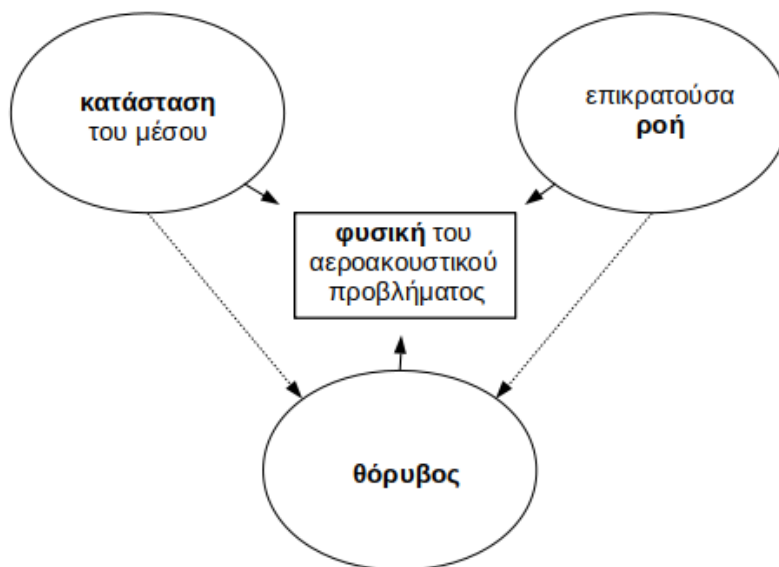 κατάσταση
του μέσου
επικρατούσα
ροή
φυσική του
αεροακουστικού
προβλήματος
θόρυβος